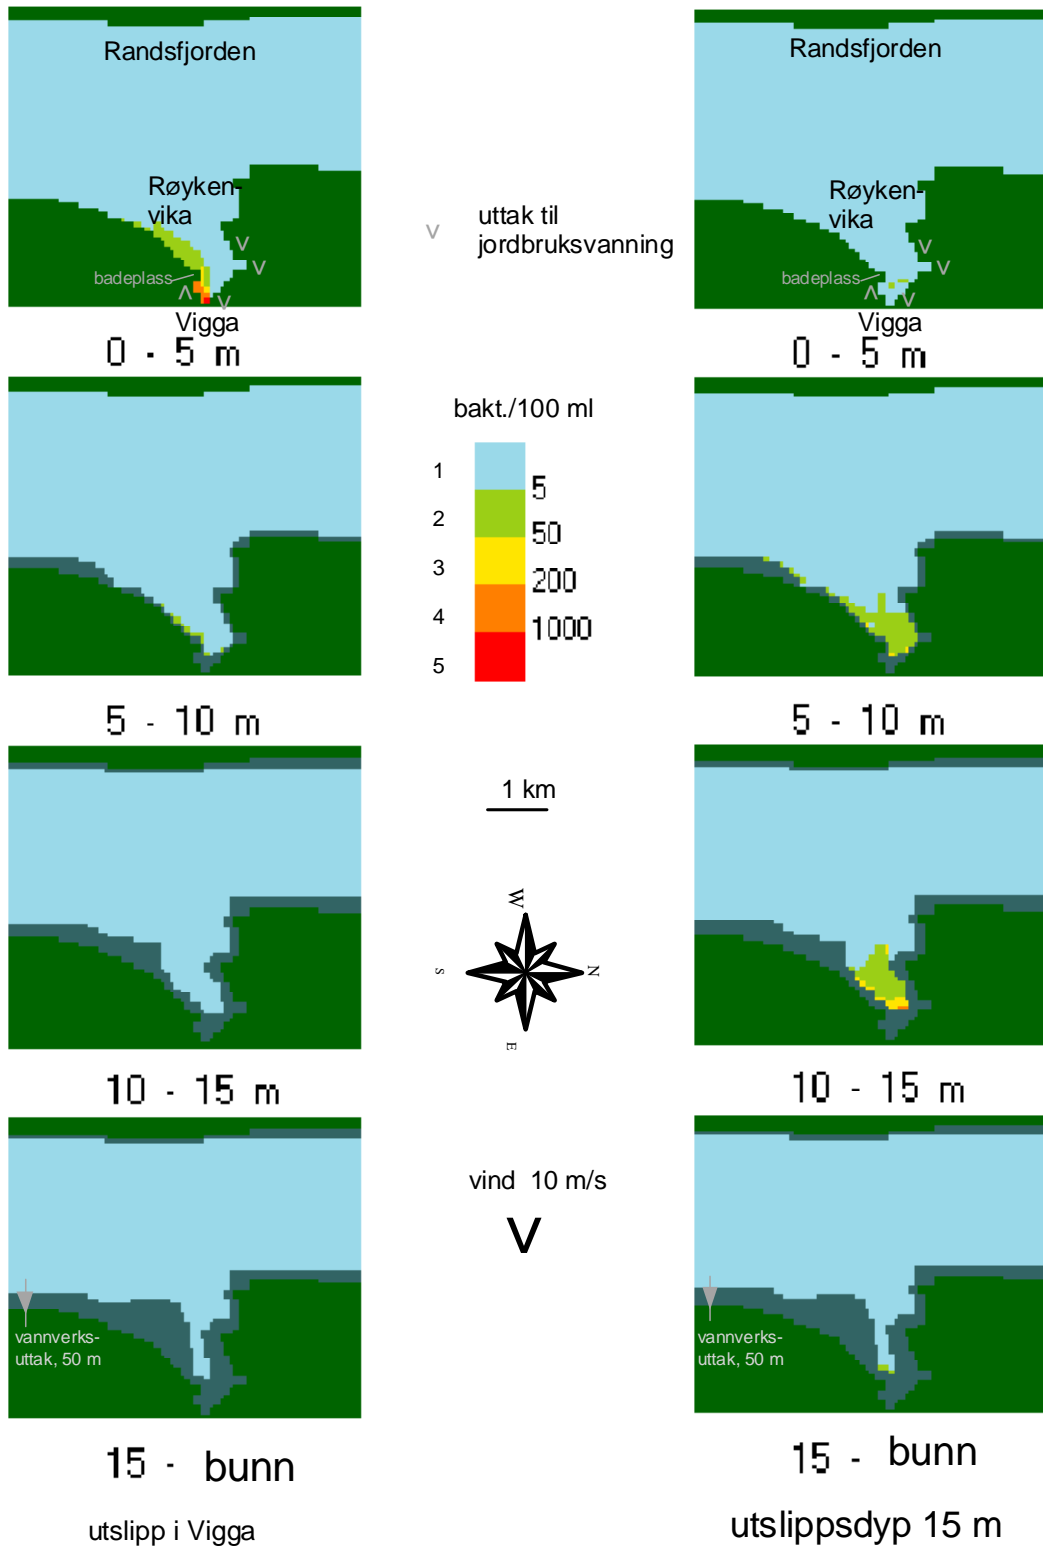 Randsfjorden
Røyken-
vika
badeplass
Vigga
0 - 5 m
v uttak til
jordbruksvanning
Randsfjorden
Røyken-
vika
badeplass
Vigga
0 - 5 m
bakt./100 ml
1
5
2
50
3
200
4
1000
5
5 - 10 m
5 - 10 m
1 km
W
S
N
E
10 - 15 m
10 - 15 m
vind 10 m/s
V
vannverks-
uttak, 50 m
vannverks-
uttak, 50 m
15 - bunn
15 - bunn
utslipp i Vigga
utslippsdyp 15 m